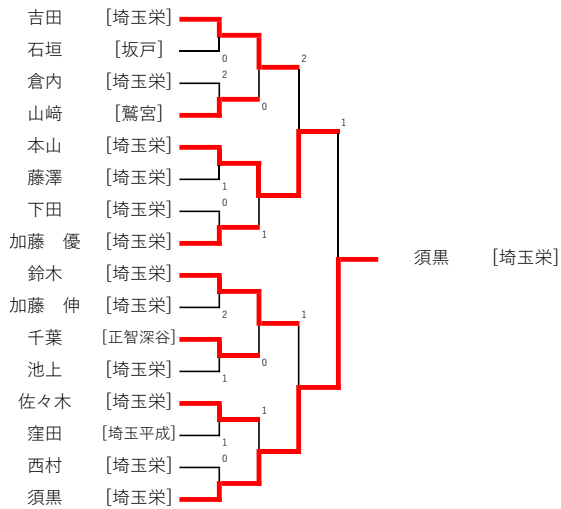 吉田 [埼玉栄]
石垣 [坂戸]
0
2
倉内 [埼玉栄]
2
山﨑 [鷲宮]
0
1
本山 [埼玉栄]
藤澤 [埼玉栄]
1
下田 [埼玉栄]
0
加藤 優 [埼玉栄]
1
須黒 [埼玉栄]
鈴木 [埼玉栄]
加藤 伸 [埼玉栄]
2
1
千葉 [正智深谷]
池上 [埼玉栄]
1
0
佐々木 [埼玉栄]
1
窪田 [埼玉平成]
1
西村 [埼玉栄]
0
須黒 [埼玉栄]